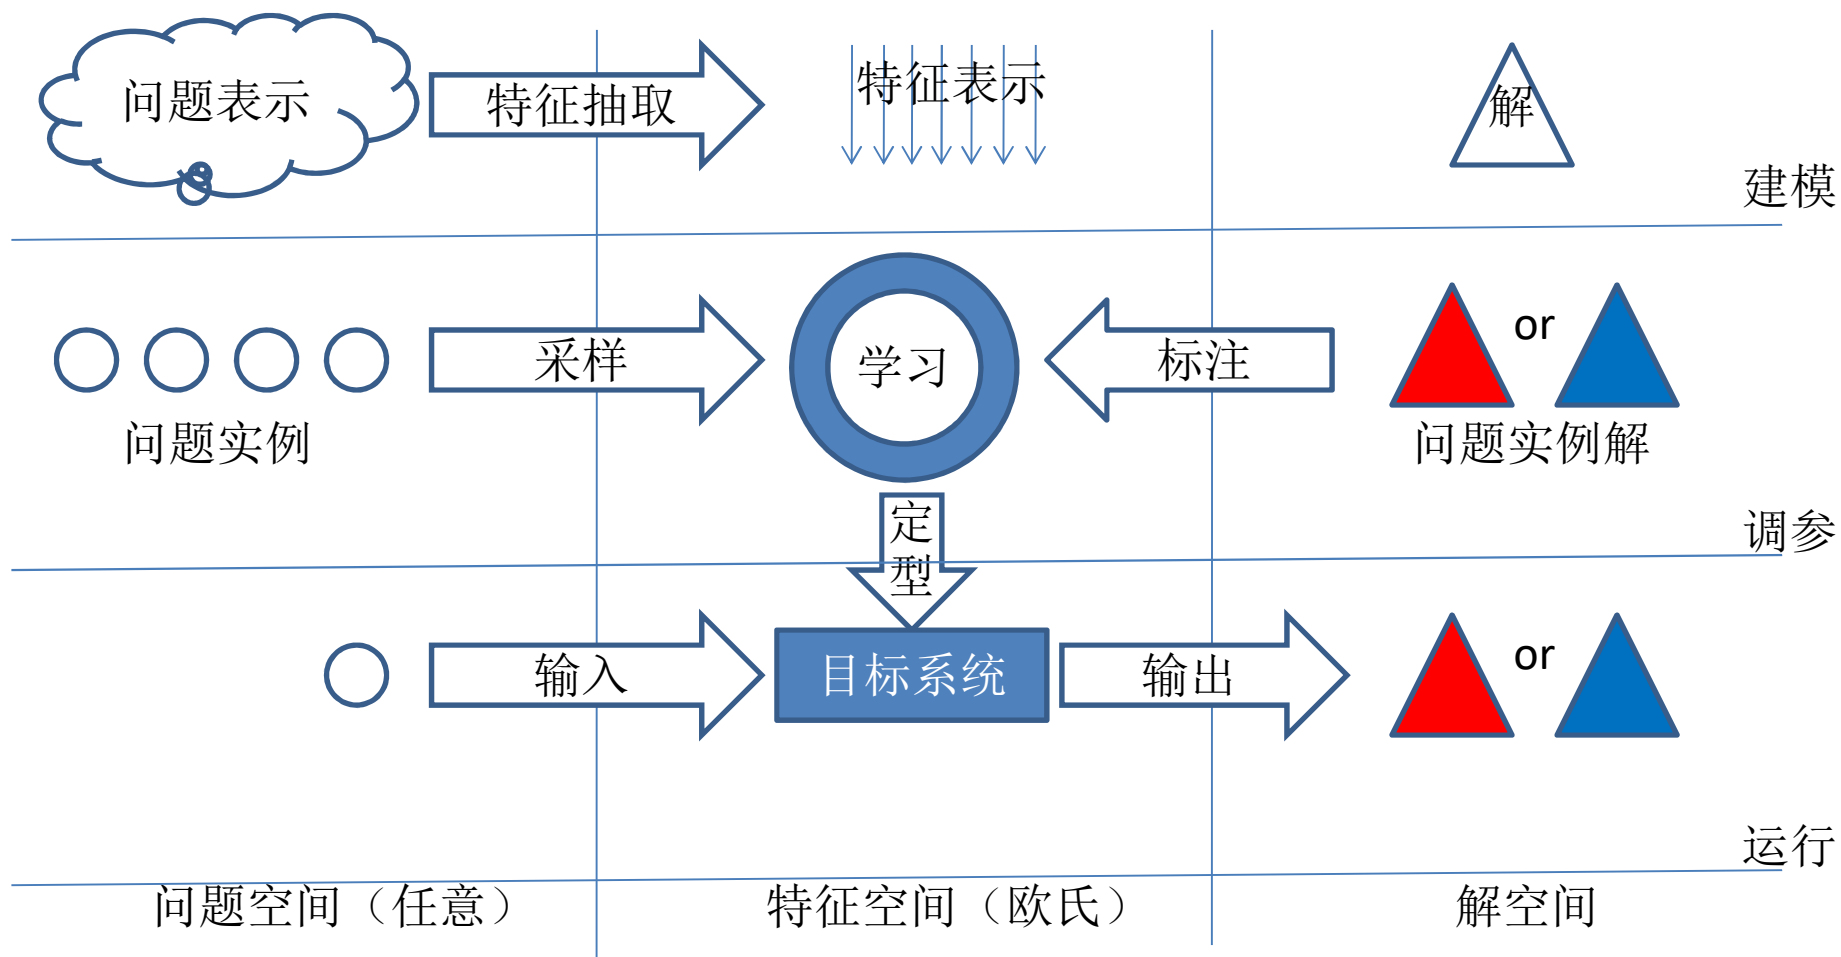 问题表示
特征抽取
特征表示
解
建模
采样
学习
标注
or
问题实例
问题实例解
定
型
调参
输入
目标系统
输出
or
运行
问题空间（任意）
特征空间（欧氏）
解空间